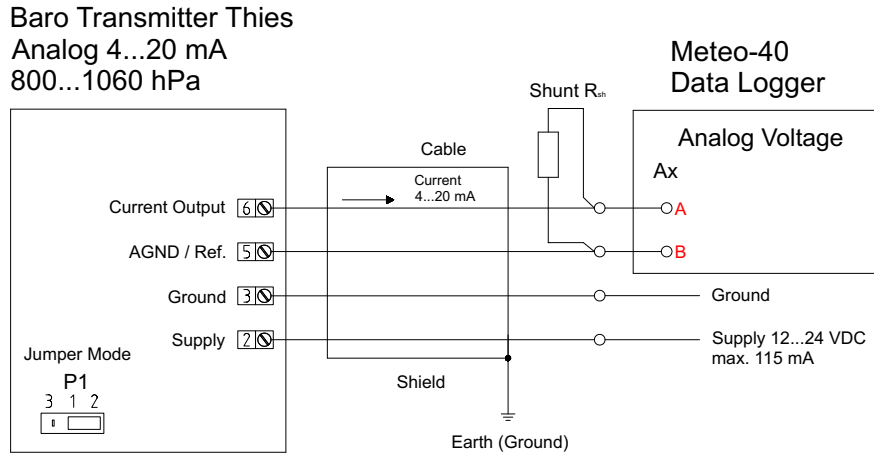 Baro Transmitter Thies
Analog 4...20 mA
800...1060 hPa
Meteo-40
Data Logger
Shunt Rsh
Analog Voltage
Ax
Cable
Current
4...20 mA
Current Output 6
A
AGND / Ref. 5
B
Ground 3
Ground
Supply 2
Supply 12...24 VDC
max. 115 mA
Jumper Mode
P1
3 1 2
Shield
Earth (Ground)